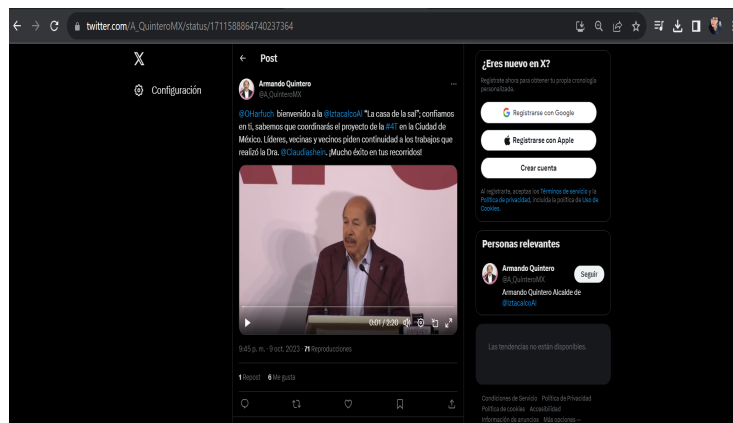 twitter.com/A_QuinteroMX/status/1711588864740237364
X
Configuración
Post
Armando Quintero
@A_QuinteroMX
@OHarfuch bienvenido a la @IztacalcoAl "La casa de la sal"; confiamos
en ti, sabemos que coordinarás el proyecto de la #4T en la Ciudad de
México. Líderes, vecinas y vecinos piden continuidad a los trabajos que
realizó la Dra. @Claudiashein. ¡Mucho éxito en tus recorridos!
0:01 / 2:20
9:45 p. m. · 9 oct. 2023 · 71 Reproducciones
1 Repost 6 Me gusta
¿Eres nuevo en X?
Regístrate ahora para obtener tu propia cronología
personalizada.
Registrarse con Google
Registrarse con Apple
Crear cuenta
Al registrarte, aceptas los Términos de servicio y la
Política de privacidad, incluida la política de Uso de
Cookies.
Personas relevantes
Armando Quintero
@A_QuinteroMX
Seguir
Armando Quintero Alcalde de
@IztacalcoAl
Las tendencias no están disponibles.
Condiciones de Servicio Política de Privacidad
Política de cookies Accesibilidad
Información de anuncios Más opciones —